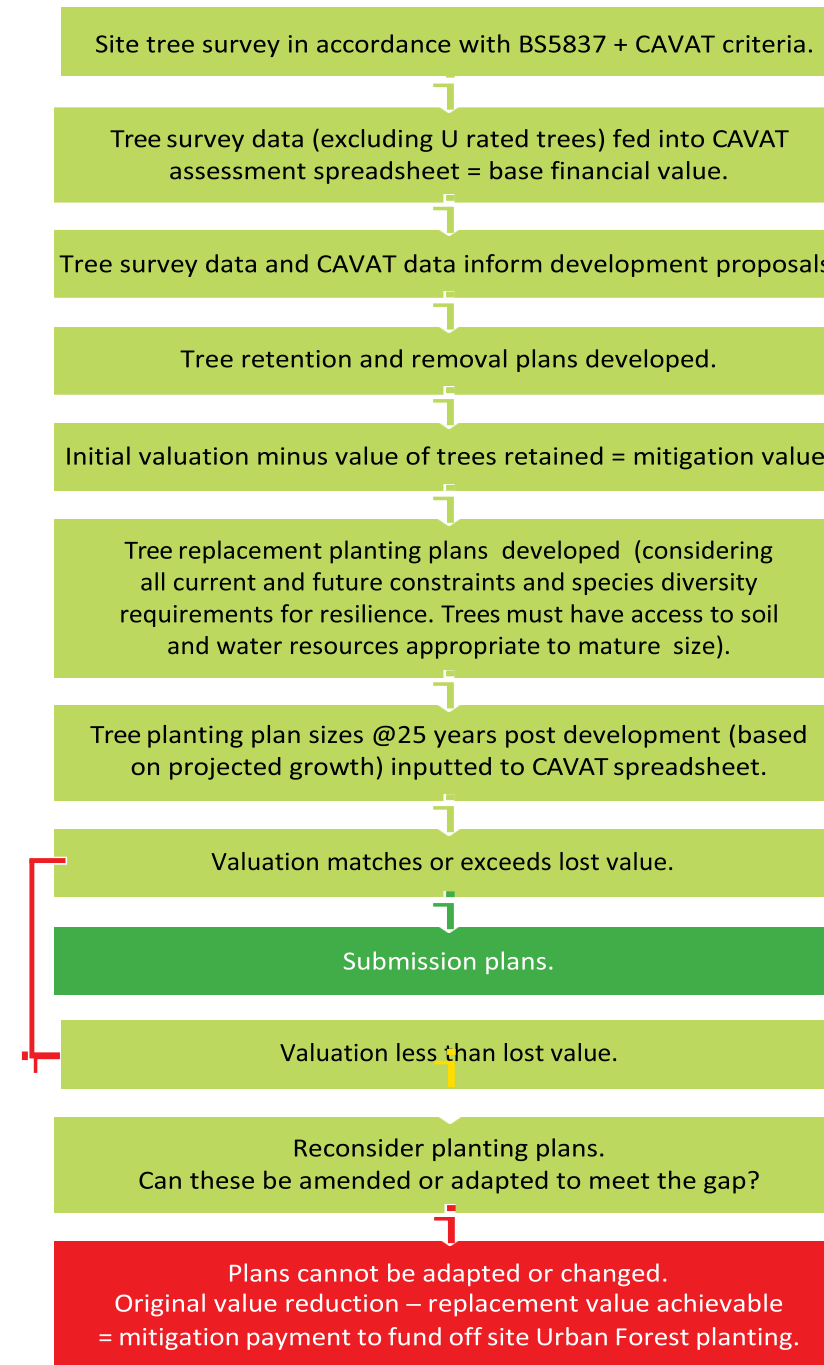 Site tree survey in accordance with BS5837 + CAVAT criteria.
Tree survey data (excluding U rated trees) fed into CAVAT
assessment spreadsheet = base financial value.
Tree survey data and CAVAT data inform development proposals
Tree retention and removal plans developed.
Initial valuation minus value of trees retained = mitigation value
Tree replacement planting plans developed (considering
all current and future constraints and species diversity
requirements for resilience. Trees must have access to soil
and water resources appropriate to mature size).
Tree planting plan sizes @25 years post development (based
on projected growth) inputted to CAVAT spreadsheet.
Valuation matches or exceeds lost value.
Submission plans.
Valuation less than lost value.
Reconsider planting plans.
Can these be amended or adapted to meet the gap?
Plans cannot be adapted or changed.
Original value reduction – replacement value achievable
= mitigation payment to fund off site Urban Forest planting.